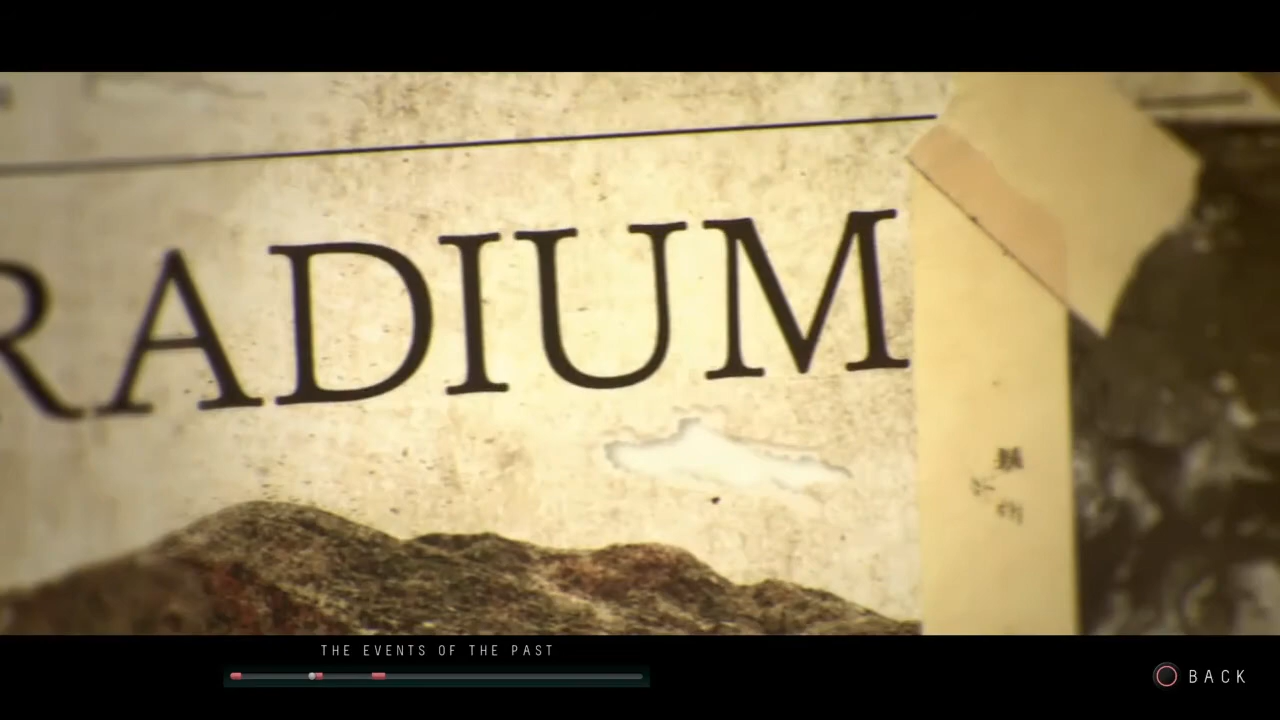 RADIUM
THE EVENTS OF THE PAST
BACK